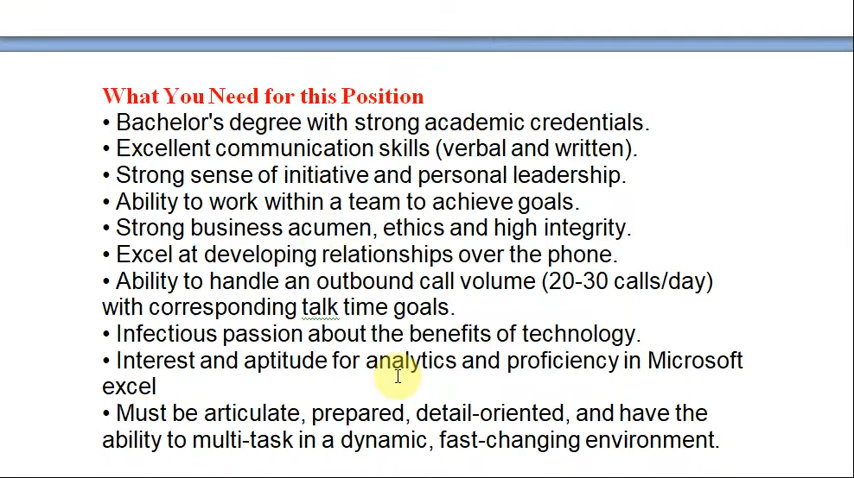 What You Need for this Position
• Bachelor's degree with strong academic credentials.
• Excellent communication skills (verbal and written).
• Strong sense of initiative and personal leadership.
• Ability to work within a team to achieve goals.
• Strong business acumen, ethics and high integrity.
• Excel at developing relationships over the phone.
• Ability to handle an outbound call volume (20-30 calls/day)
with corresponding talk time goals.
• Infectious passion about the benefits of technology.
• Interest and aptitude for analytics and proficiency in Microsoft
excel
• Must be articulate, prepared, detail-oriented, and have the
ability to multi-task in a dynamic, fast-changing environment.